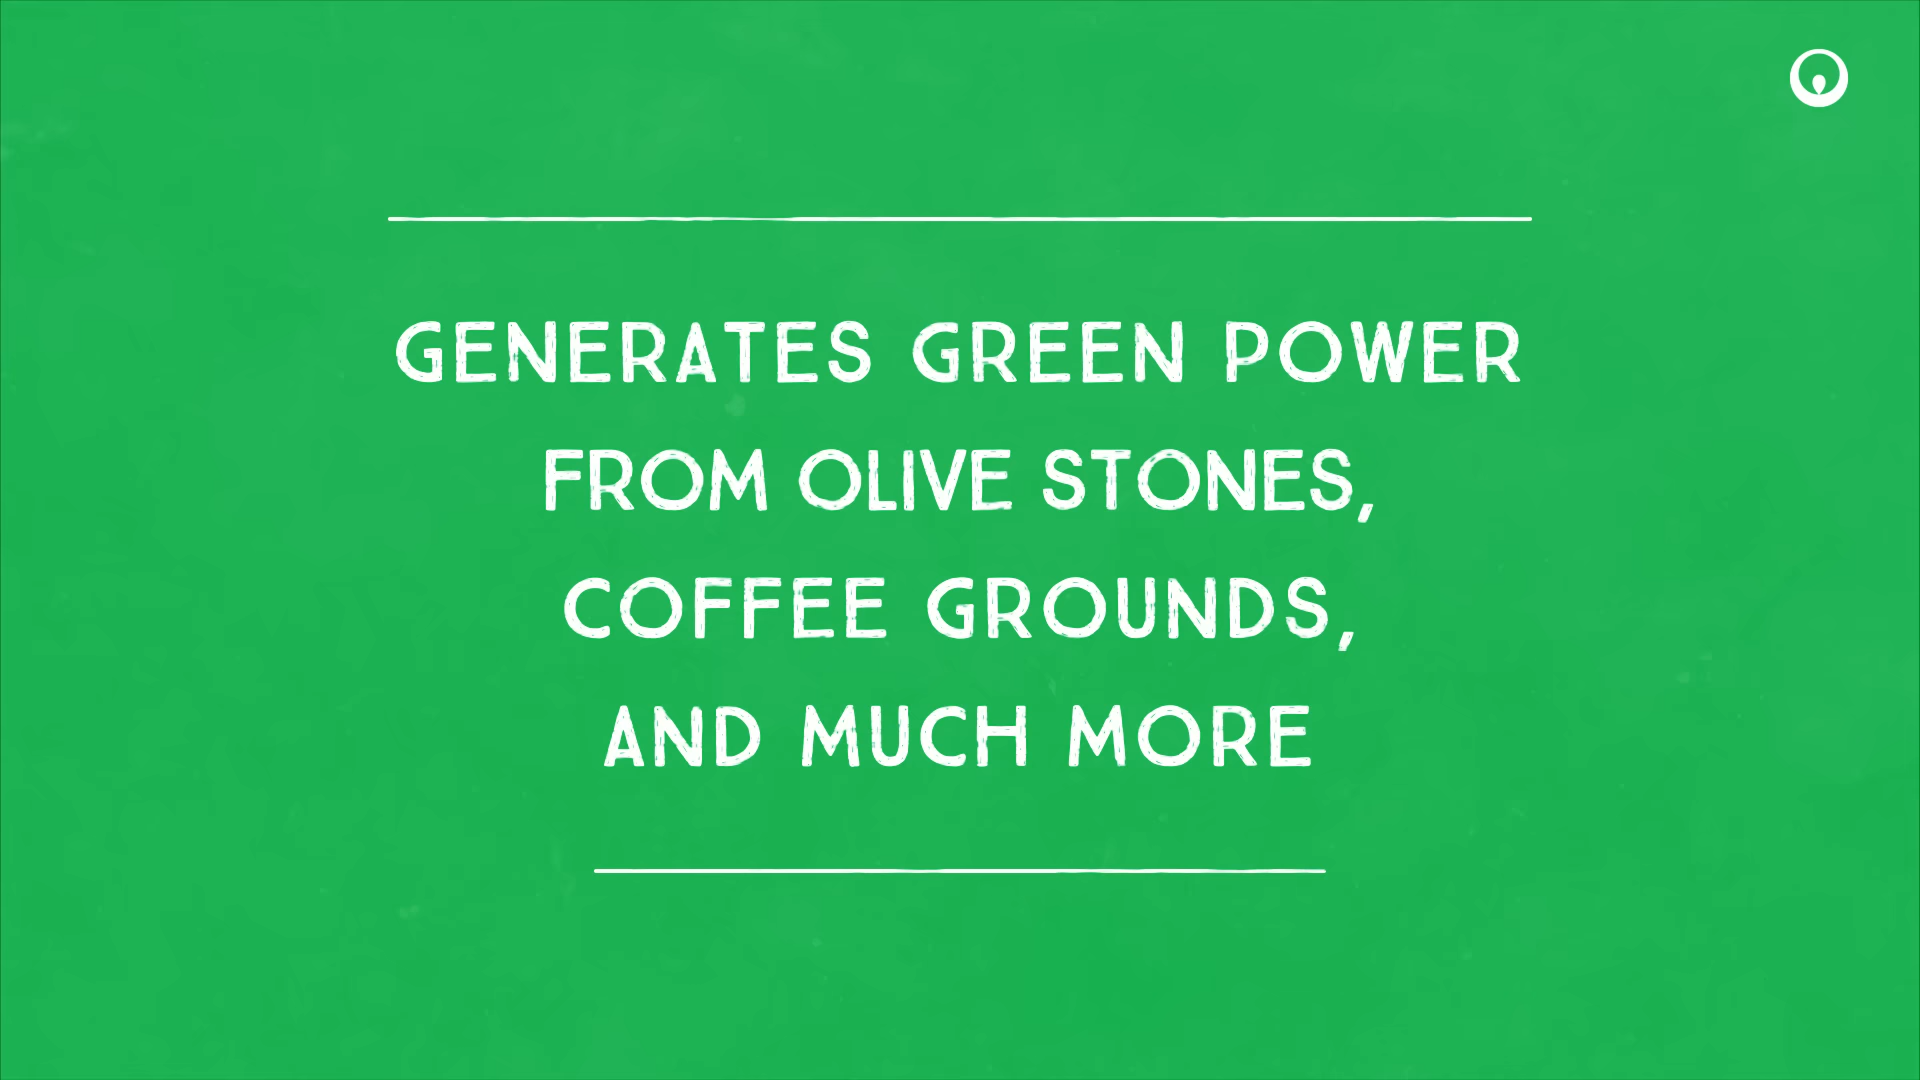 GENERATES GREEN POWER
FROM OLIVE STONES,
COFFEE GROUNDS,
AND MUCH MORE